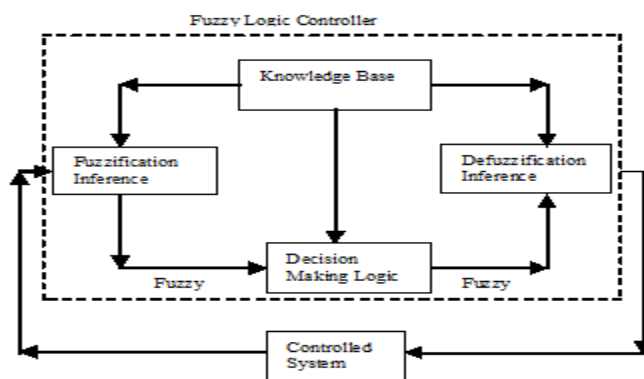 Fuzzy Logic Controller
Knowledge Base
Fuzzification
Inference
Defuzzification
Inference
Decision
Making Logic
Fuzzy
Fuzzy
Controlled
System